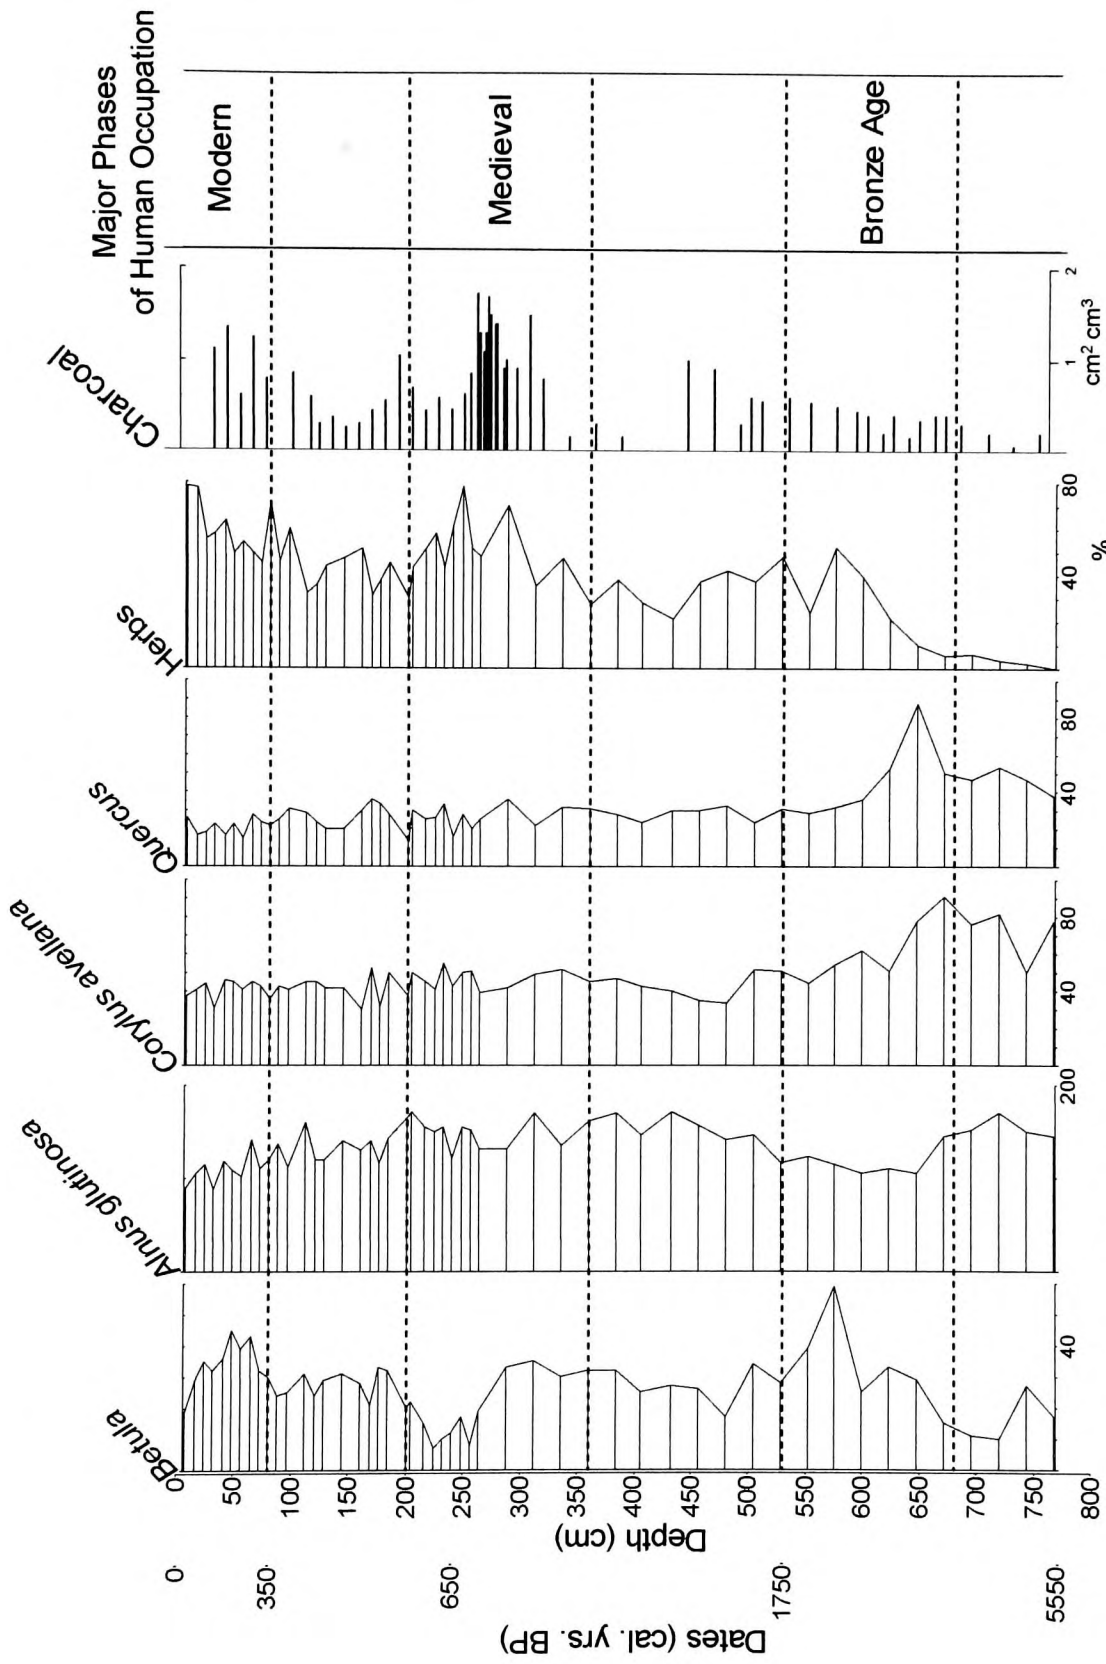 Major Phases
of Human Occupation
Modern
Medieval
Bronze Age
Charcoal
1
2
cm² cm³
Herbs
40
80
%
Quercus
40
80
Corylus avellana
40
80
Alnus glutinosa
200
Betula
40
0
50
100
150
200
250
300
350
400
450
500
550
600
650
700
750
800
Depth (cm)
0
350
650
1750
5550
Dates (cal. yrs. BP)